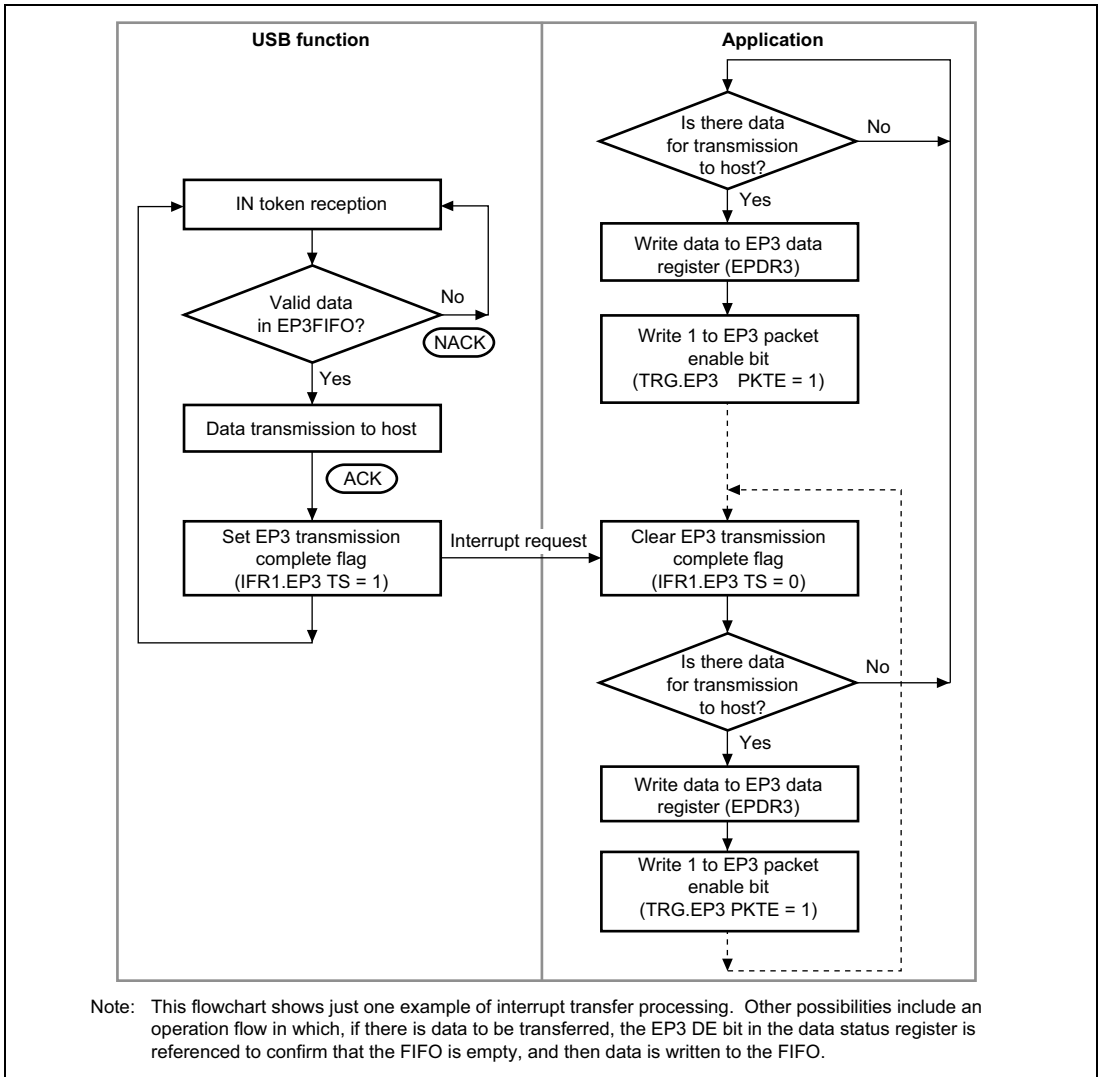 USB function
IN token reception
Valid data
in EP3FIFO?
No
NACK
Yes
Data transmission to host
ACK
Set EP3 transmission
complete flag
(IFR1.EP3 TS = 1)
Interrupt request
Application
Is there data
for transmission
to host?
No
Yes
Write data to EP3 data
register (EPDR3)
Write 1 to EP3 packet
enable bit
(TRG.EP3 PKTE = 1)
Clear EP3 transmission
complete flag
(IFR1.EP3 TS = 0)
Is there data
for transmission
to host?
No
Yes
Write data to EP3 data
register (EPDR3)
Write 1 to EP3 packet
enable bit
(TRG.EP3 PKTE = 1)
Note: This flowchart shows just one example of interrupt transfer processing. Other possibilities include an
operation flow in which, if there is data to be transferred, the EP3 DE bit in the data status register is
referenced to confirm that the FIFO is empty, and then data is written to the FIFO.